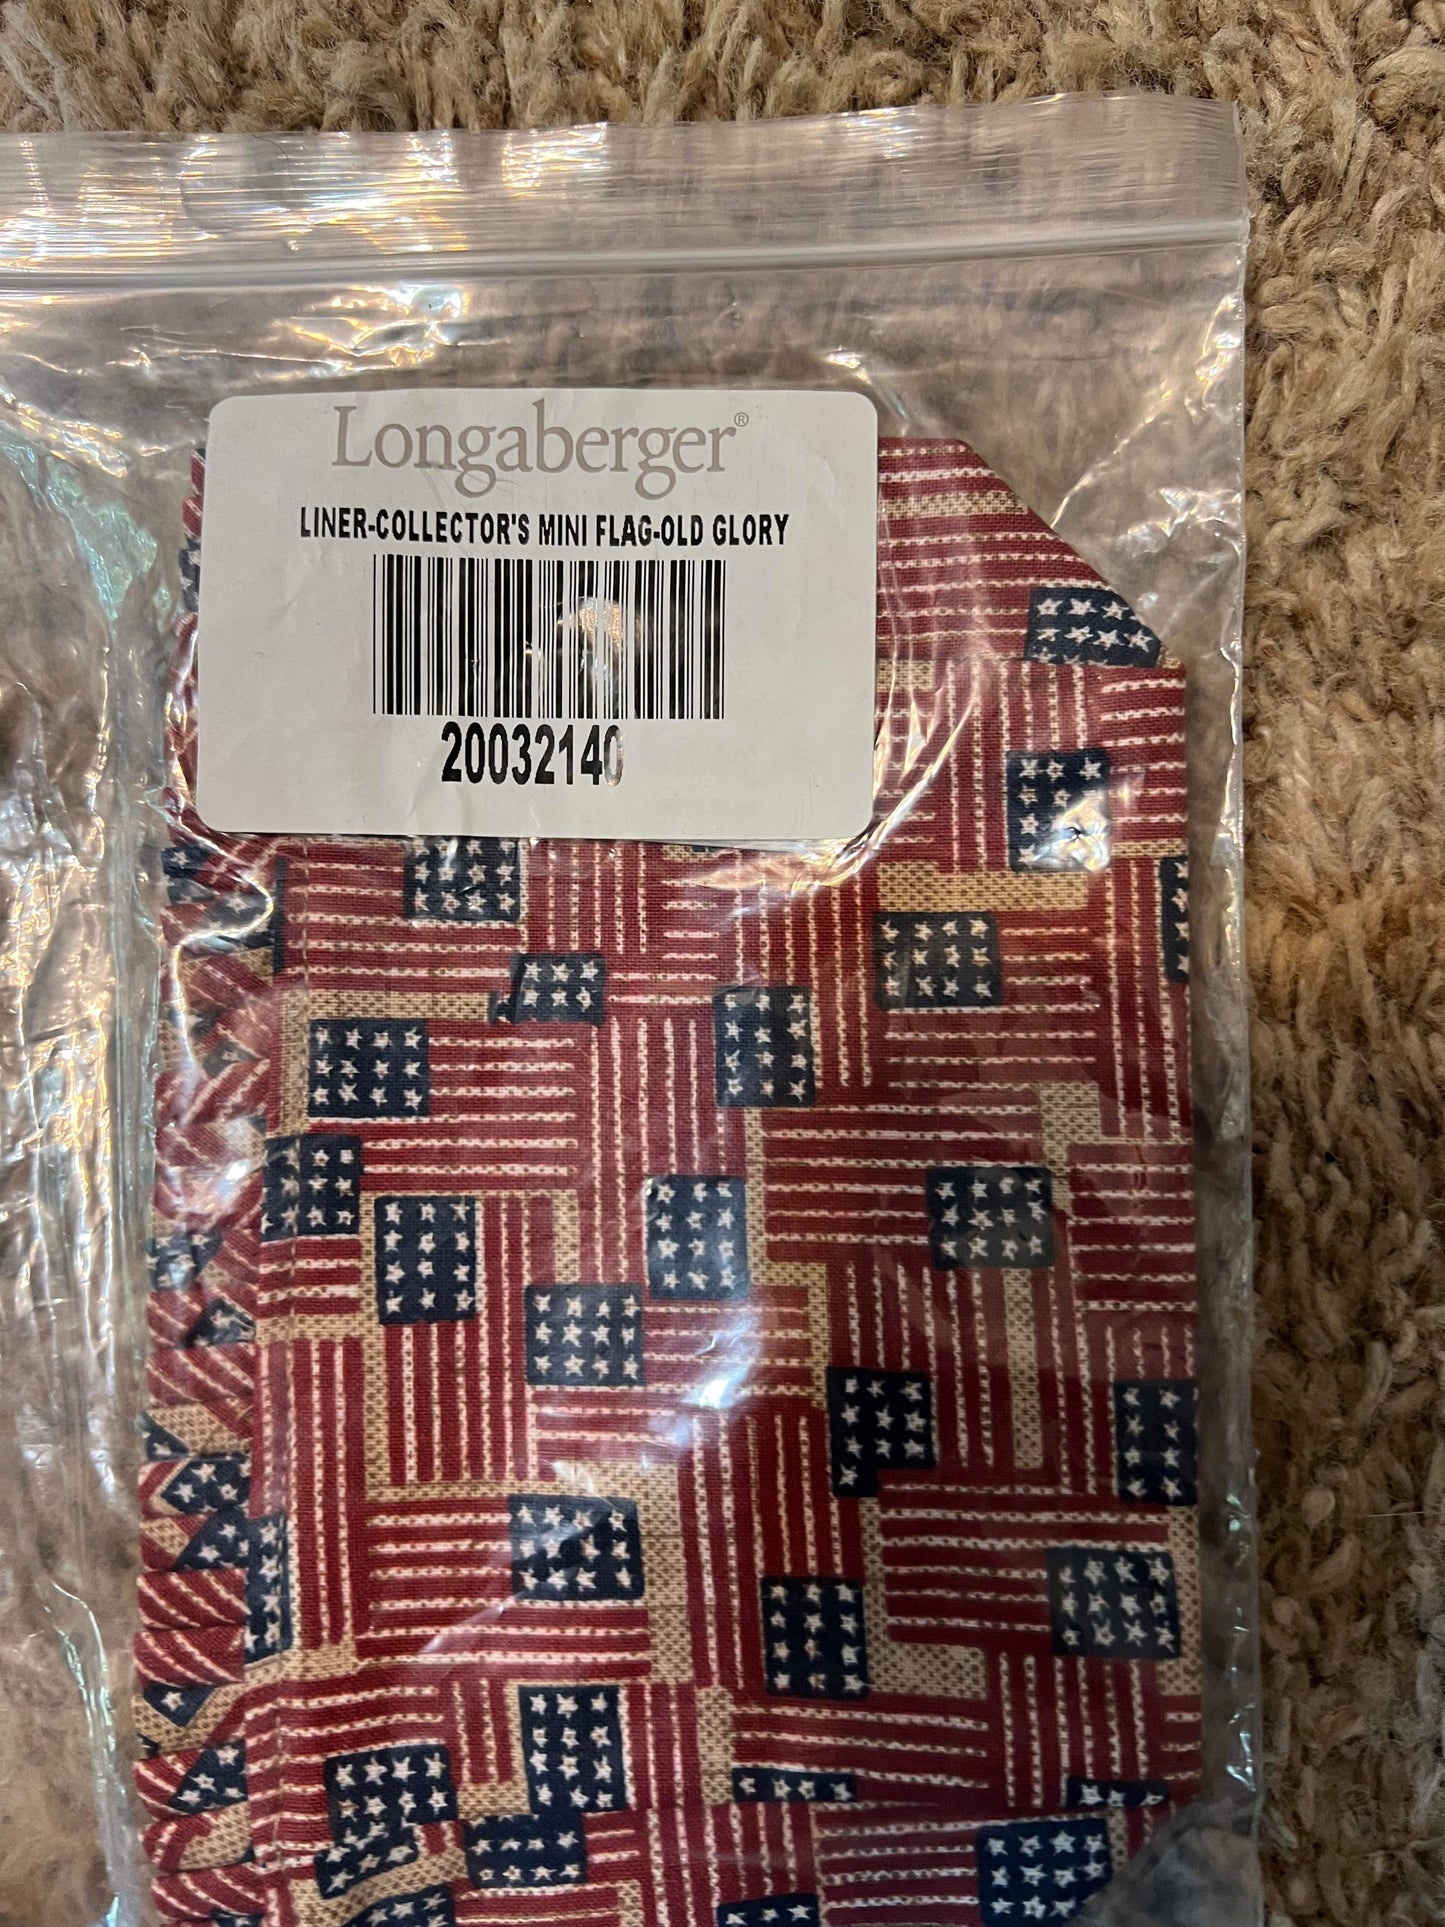 Longaberger®
LINER-COLLECTOR'S MINI FLAG-OLD GLORY
20032140